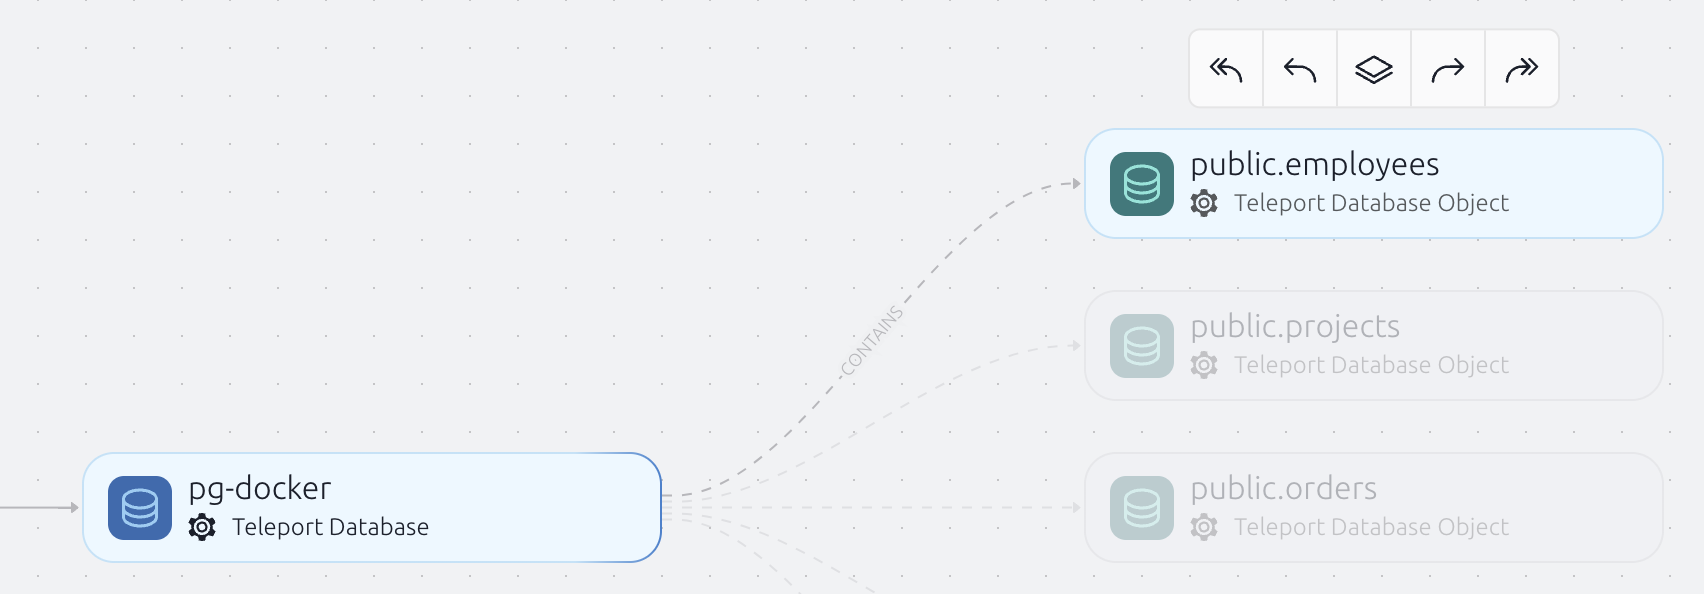 public.employees
Teleport Database Object
CONTAINS
public.projects
Teleport Database Object
pg-docker
Teleport Database
public.orders
Teleport Database Object